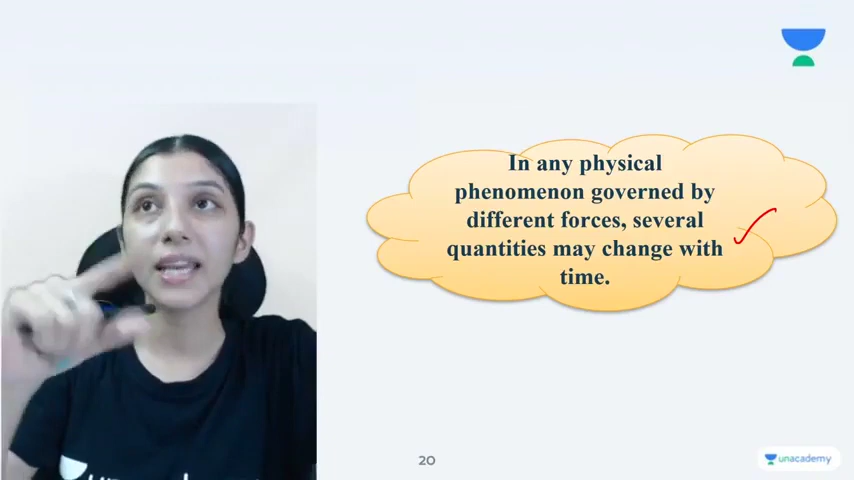 In any physical
phenomenon governed by
different forces, several
quantities may change with
time.
20
unacademy